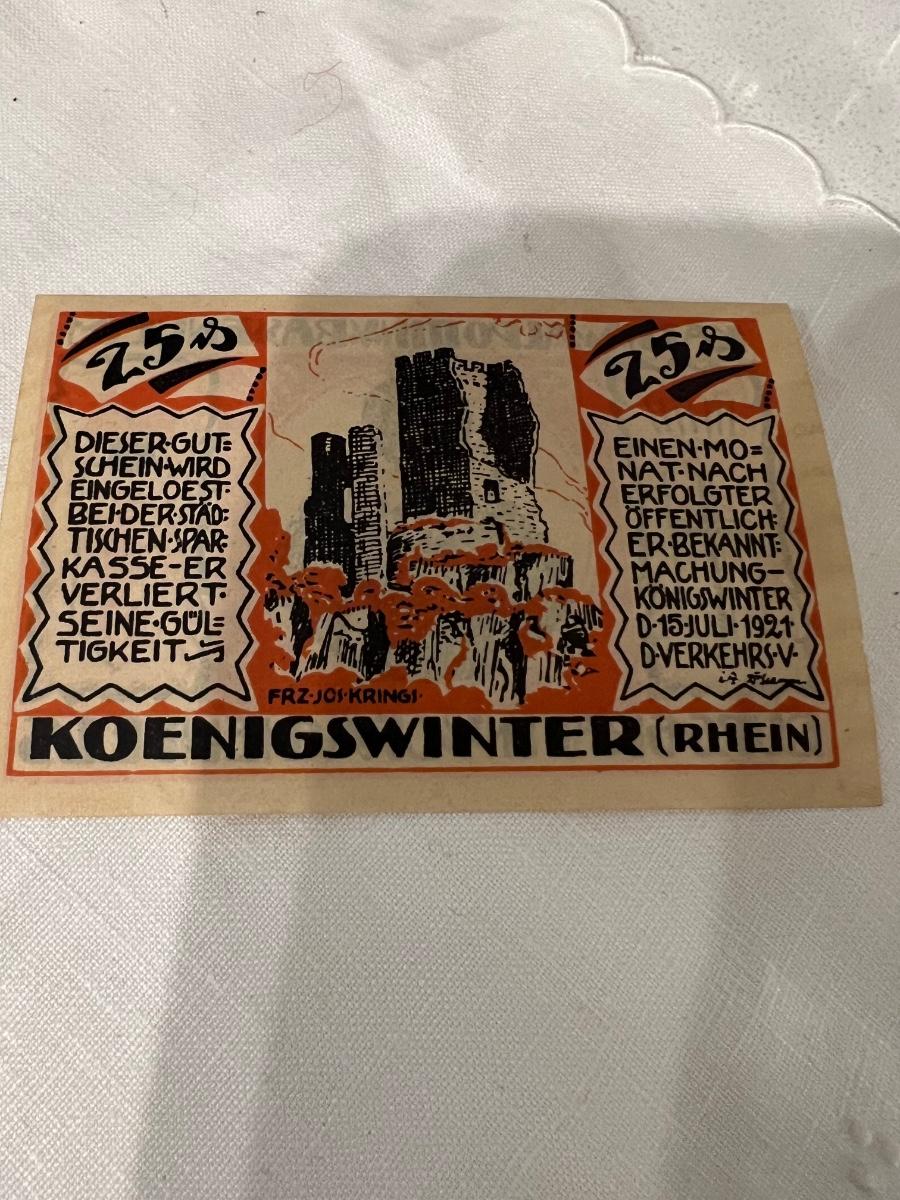 25 ₰
DIESER·GUT=
SCHEIN·WIRD
EINGELOEST·
BEI·DER·STÄD=
TISCHEN·SPAR=
KASSE-ER
VERLIERT·
SEINE·GÜL=
TIGKEIT
25 ₰
EINEN·MO=
NAT·NACH
ERFOLGTER
ÖFFENTLICH=
ER·BEKANNT=
MACHUNG-
KÖNIGSWINTER
D·15·JULI·1921·
D·VERKEHRS·V·
FRZ·JOS·KRINGS·
KOENIGSWINTER (RHEIN)